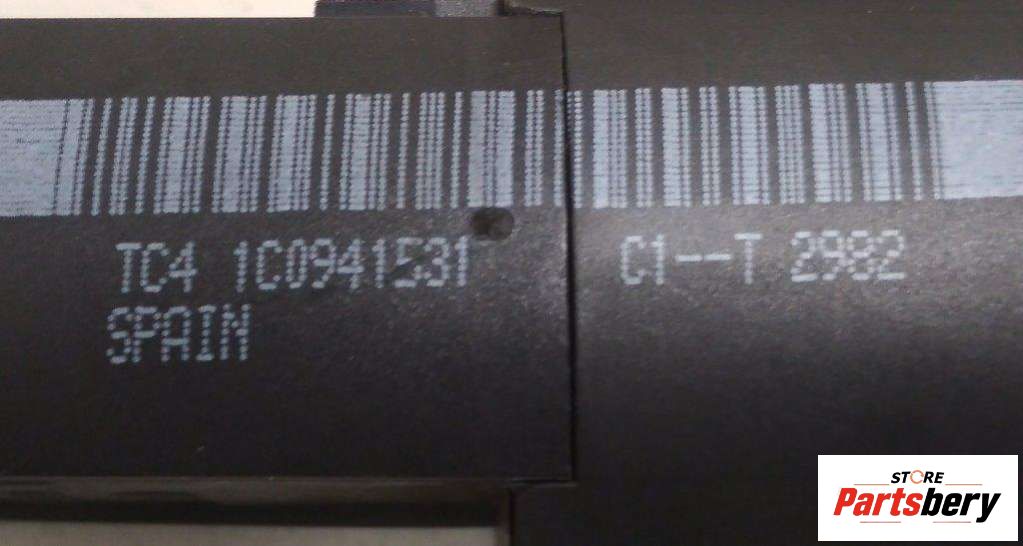 TC4 1C0941531 C1--T 2982
SPAIN
STORE
Partsbery